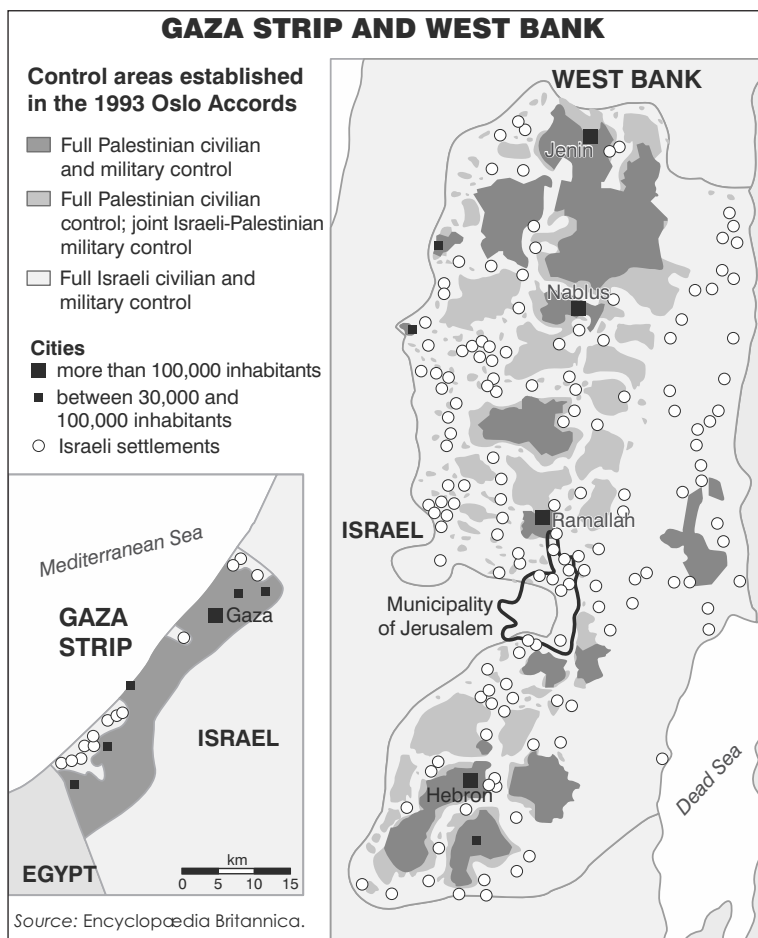 GAZA STRIP AND WEST BANK
Control areas established
in the 1993 Oslo Accords
Full Palestinian civilian
and military control
Full Palestinian civilian
control; joint Israeli-Palestinian
military control
Full Israeli civilian and
military control
Cities
more than 100,000 inhabitants
between 30,000 and
100,000 inhabitants
Israeli settlements
WEST BANK
Jenin
Nablus
Ramallah
ISRAEL
Municipality
of Jerusalem
Hebron
Dead Sea
Mediterranean Sea
GAZA
STRIP
Gaza
ISRAEL
EGYPT
km
0 5 10 15
Source: Encyclopædia Britannica.